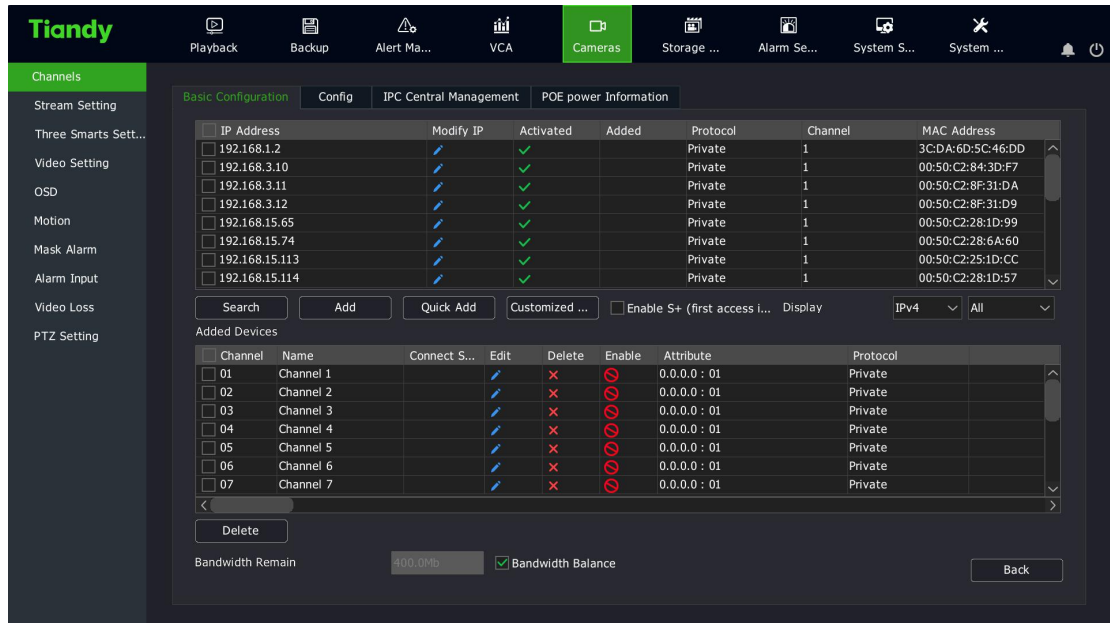 Tiandy
Playback Backup Alert Ma... VCA Cameras Storage ... Alarm Se... System S... System ...
Channels
Stream Setting
Three Smarts Sett...
Video Setting
OSD
Motion
Mask Alarm
Alarm Input
Video Loss
PTZ Setting
Basic Configuration Config IPC Central Management POE power Information
IP Address Modify IP Activated Added Protocol Channel MAC Address
192.168.1.2 Private 1 3C:DA:6D:5C:46:DD
192.168.3.10 Private 1 00:50:C2:84:3D:F7
192.168.3.11 Private 1 00:50:C2:8F:31:DA
192.168.3.12 Private 1 00:50:C2:8F:31:D9
192.168.15.65 Private 1 00:50:C2:28:1D:99
192.168.15.74 Private 1 00:50:C2:28:6A:60
192.168.15.113 Private 1 00:50:C2:25:1D:CC
192.168.15.114 Private 1 00:50:C2:28:1D:57
Search Add Quick Add Customized ... Enable S+ (first access i... Display IPv4 All
Added Devices
Channel Name Connect S... Edit Delete Enable Attribute Protocol
01 Channel 1 0.0.0.0 : 01 Private
02 Channel 2 0.0.0.0 : 01 Private
03 Channel 3 0.0.0.0 : 01 Private
04 Channel 4 0.0.0.0 : 01 Private
05 Channel 5 0.0.0.0 : 01 Private
06 Channel 6 0.0.0.0 : 01 Private
07 Channel 7 0.0.0.0 : 01 Private
Delete
Bandwidth Remain 400.0Mb Bandwidth Balance
Back